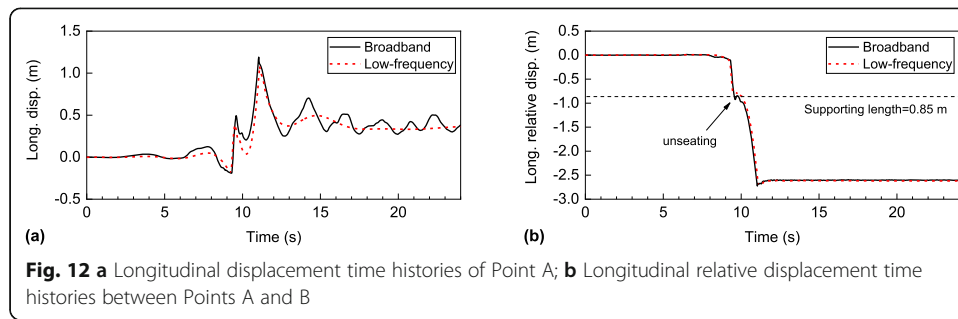 1.5
1.0
0.5
0.0
-0.5
Long. disp. (m)
Broadband
Low-frequency
0 5 10 15 20
(a)
Time (s)
0.5
0.0
-0.5
-1.0
-1.5
-2.0
-2.5
-3.0
Long. relative disp. (m)
Broadband
Low-frequency
Supporting length=0.85 m
unseating
0 5 10 15 20
(b)
Time (s)
Fig. 12 a Longitudinal displacement time histories of Point A; b Longitudinal relative displacement time
histories between Points A and B